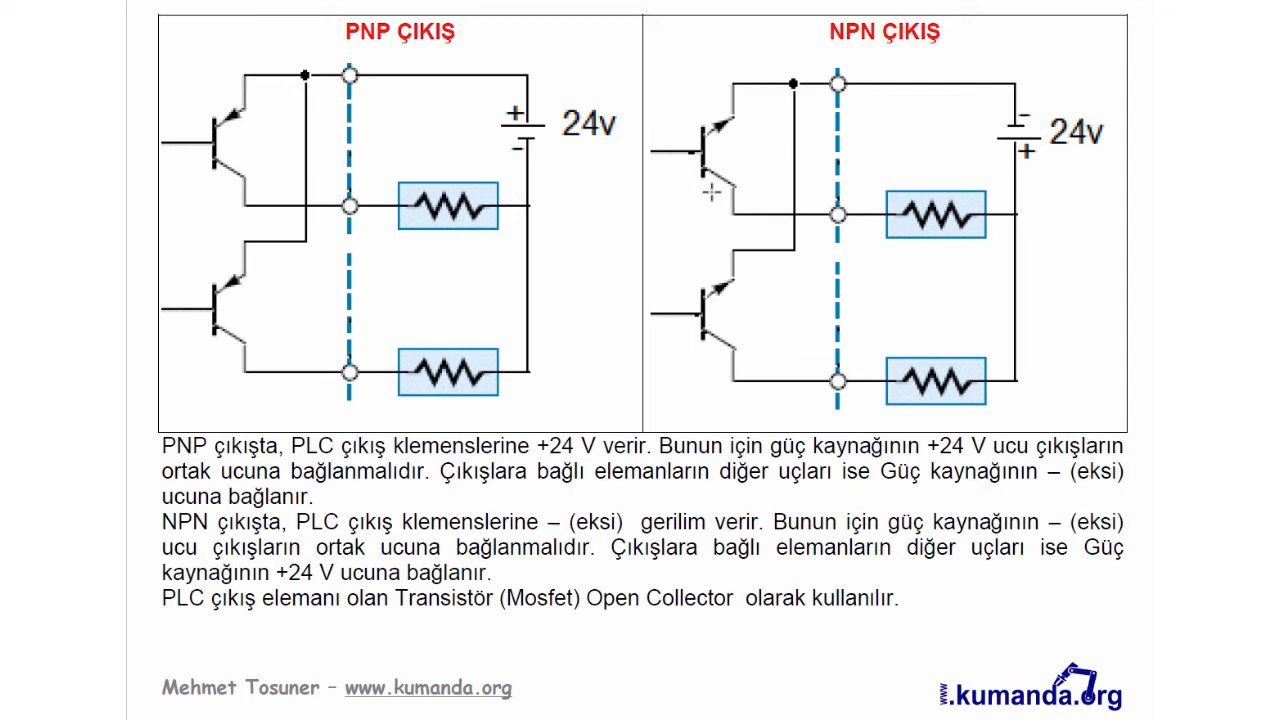 PNP ÇIKIŞ
+
24v
-
NPN ÇIKIŞ
-
24v
+
PNP çıkışta, PLC çıkış klemenslerine +24 V verir. Bunun için güç kaynağının +24 V ucu çıkışların
ortak ucuna bağlanmalıdır. Çıkışlara bağlı elemanların diğer uçları ise Güç kaynağının – (eksi)
ucuna bağlanır.
NPN çıkışta, PLC çıkış klemenslerine – (eksi) gerilim verir. Bunun için güç kaynağının – (eksi)
ucu çıkışların ortak ucuna bağlanmalıdır. Çıkışlara bağlı elemanların diğer uçları ise Güç
kaynağının +24 V ucuna bağlanır.
PLC çıkış elemanı olan Transistör (Mosfet) Open Collector olarak kullanılır.
Mehmet Tosuner – www.kumanda.org
www.kumanda.org